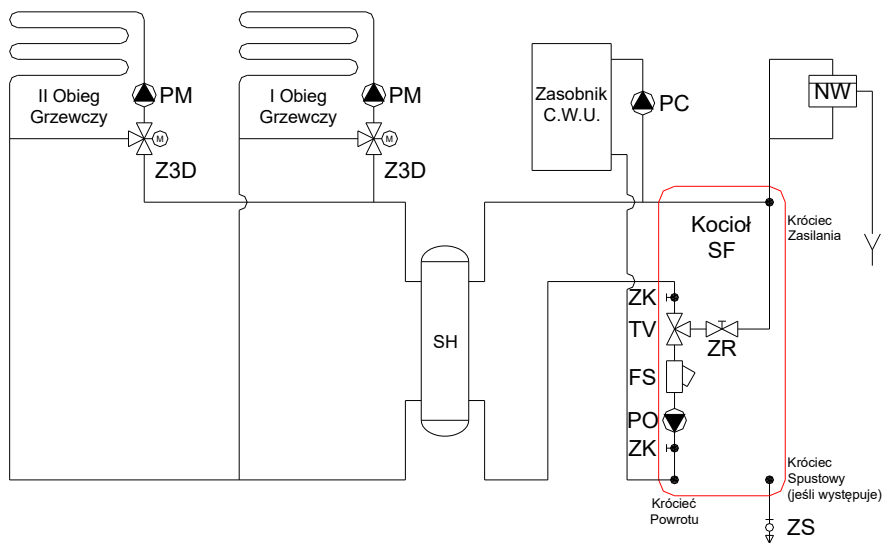 II Obieg
Grzewczy
PM
M
Z3D
I Obieg
Grzewczy
PM
M
Z3D
Zasobnik
C.W.U.
PC
NW
Kocioł
SF
Króciec
Zasilania
SH
ZK
TV
ZR
FS
PO
ZK
Króciec
Spustowy
(jeśli występuje)
Krócieć
Powrotu
ZS